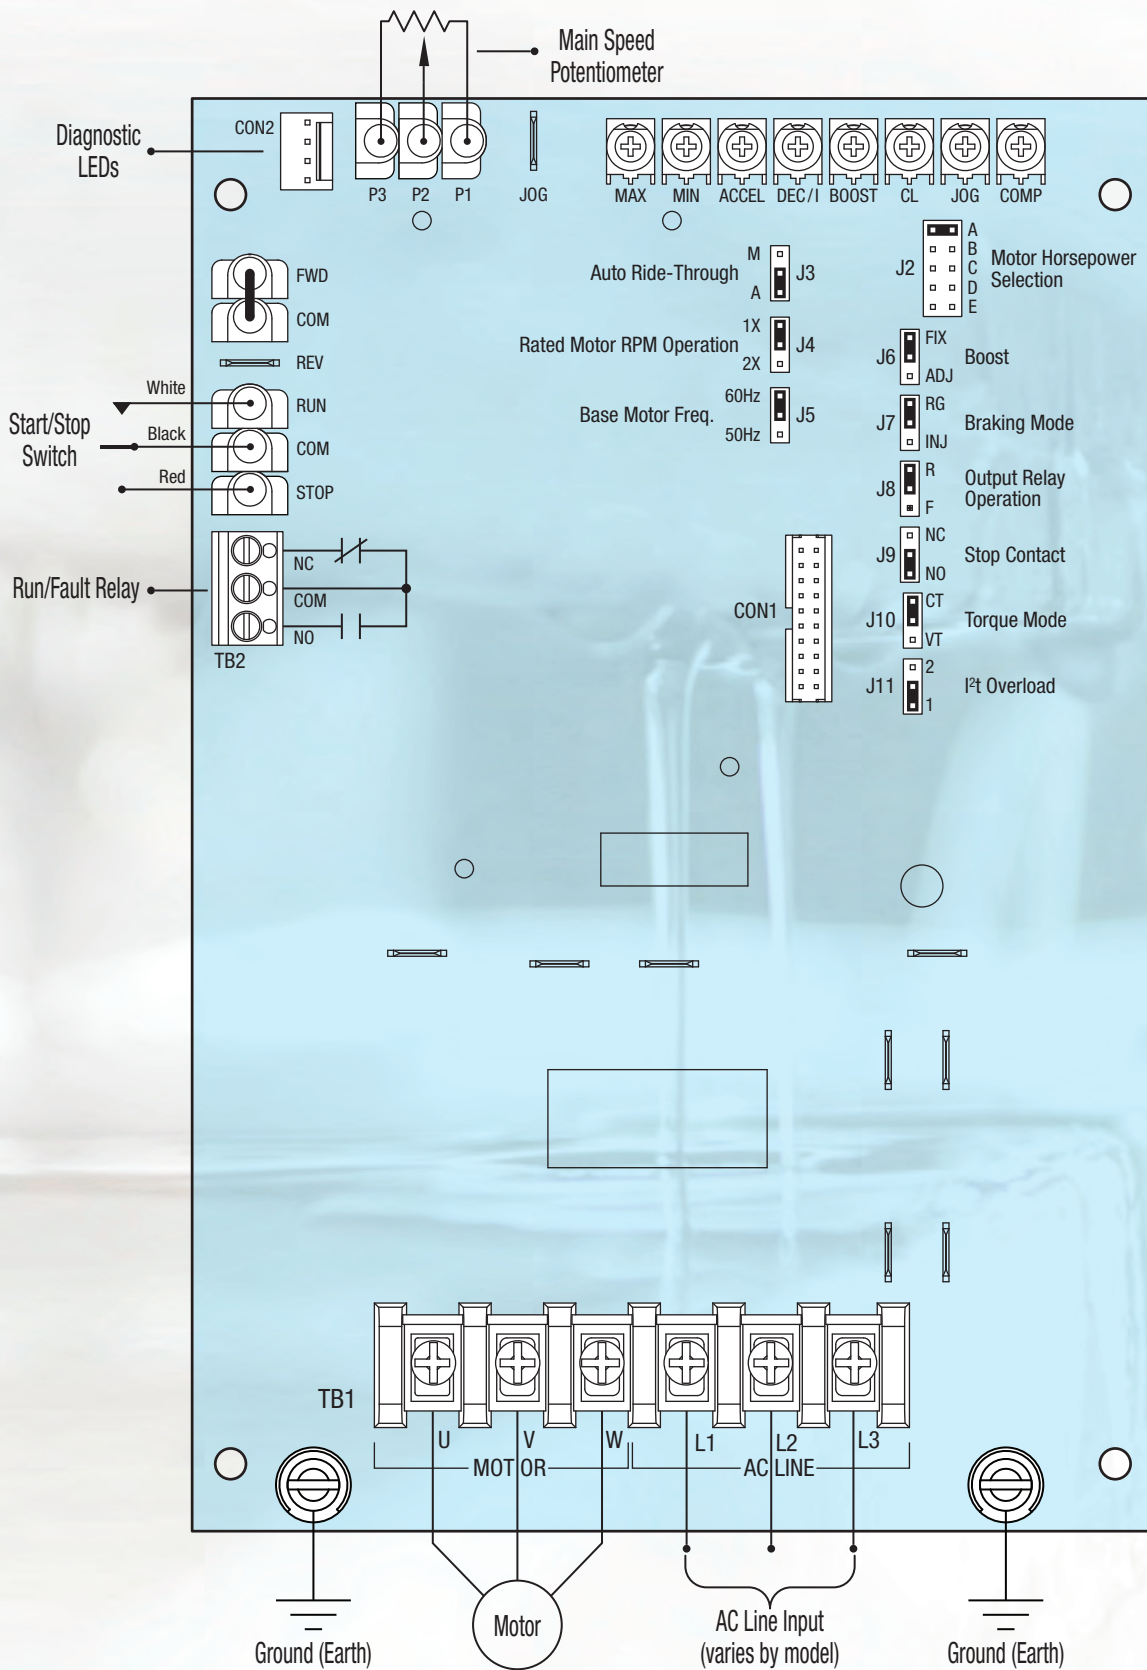 Main Speed
Potentiometer
Diagnostic
LEDs
CON2
P3
P2
P1
JOG
MAX
MIN
ACCEL
DEC/I
BOOST
CL
JOG
COMP
FWD
COM
REV
White
RUN
Start/Stop
Switch
Black
COM
Red
STOP
Run/Fault Relay
NC
COM
NO
TB2
Auto Ride-Through
M
A
J3
Rated Motor RPM Operation
1X
2X
J4
Base Motor Freq.
60Hz
50Hz
J5
J2
A
B
C
D
E
Motor Horsepower
Selection
J6
FIX
ADJ
Boost
J7
RG
INJ
Braking Mode
J8
R
F
Output Relay
Operation
J9
NC
NO
Stop Contact
J10
CT
VT
Torque Mode
J11
2
1
I²t Overload
CON1
TB1
U
V
W
L1
L2
L3
MOTOR
AC LINE
Motor
AC Line Input
(varies by model)
Ground (Earth)
Ground (Earth)